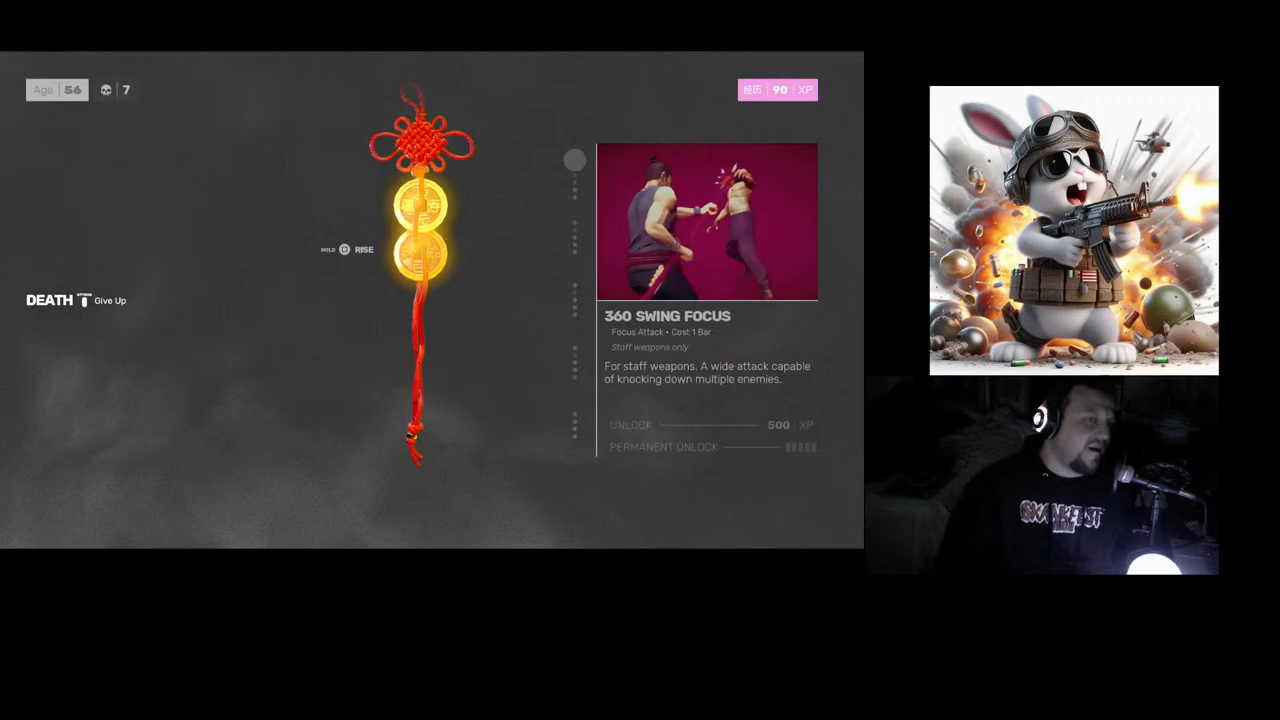 Age 56 7
经历 90 XP
HOLD RISE
DEATH OPTIONS Give Up
360 SWING FOCUS
Focus Attack • Cost 1 Bar
Staff weapons only
For staff weapons. A wide attack capable
of knocking down multiple enemies.
UNLOCK 500 XP
PERMANENT UNLOCK